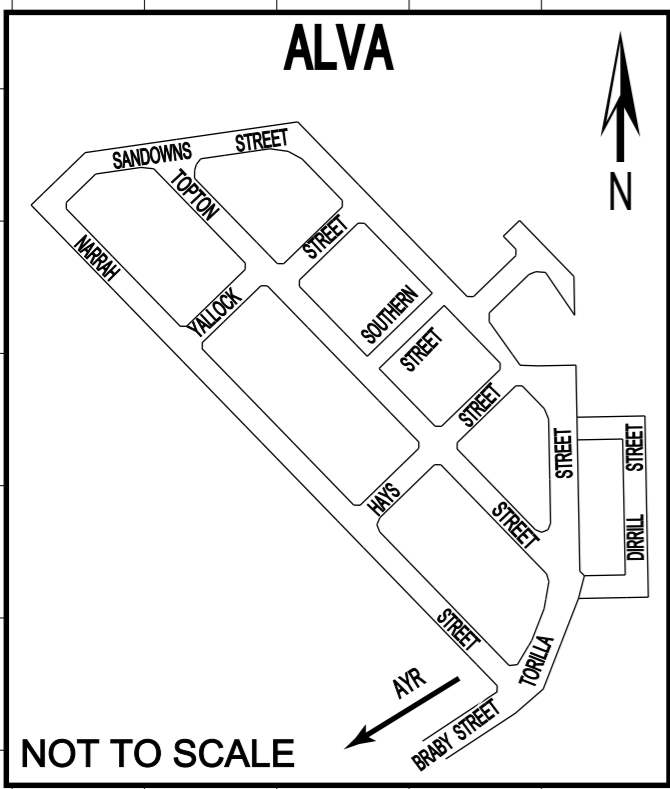 ALVA
N
SANDOWNS STREET
TOPTON
NARRAH
YALLOCK STREET
SOUTHERN
STREET
HAYS STREET
STREET
STREET
STREET
TORILLA STREET
DIRRILL STREET
AYR
BRABY STREET
NOT TO SCALE